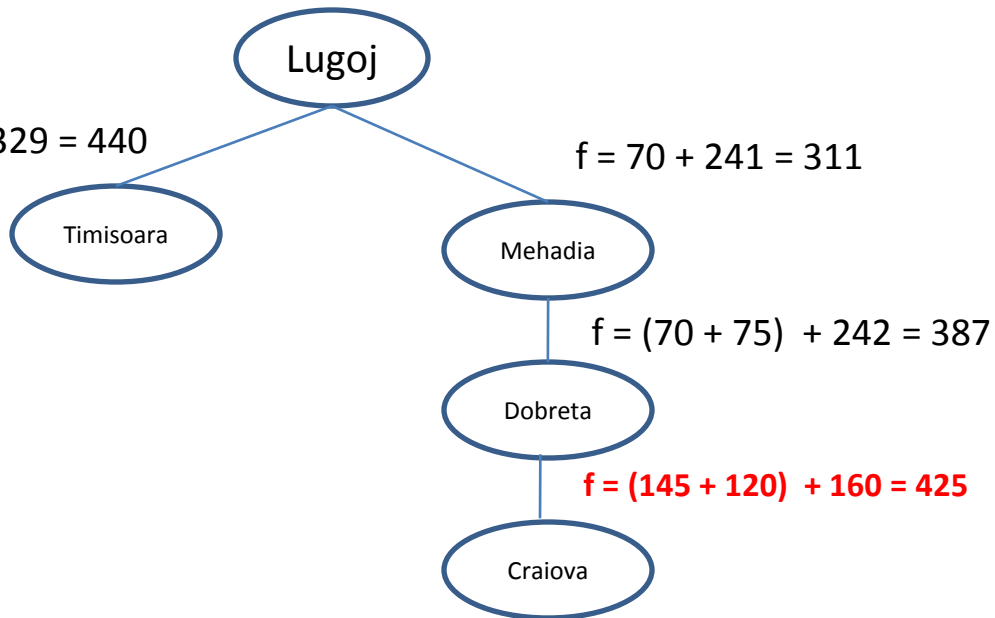 Lugoj
329 = 440
f = 70 + 241 = 311
Timisoara
Mehadia
f = (70 + 75) + 242 = 387
Dobreta
f = (145 + 120) + 160 = 425
Craiova